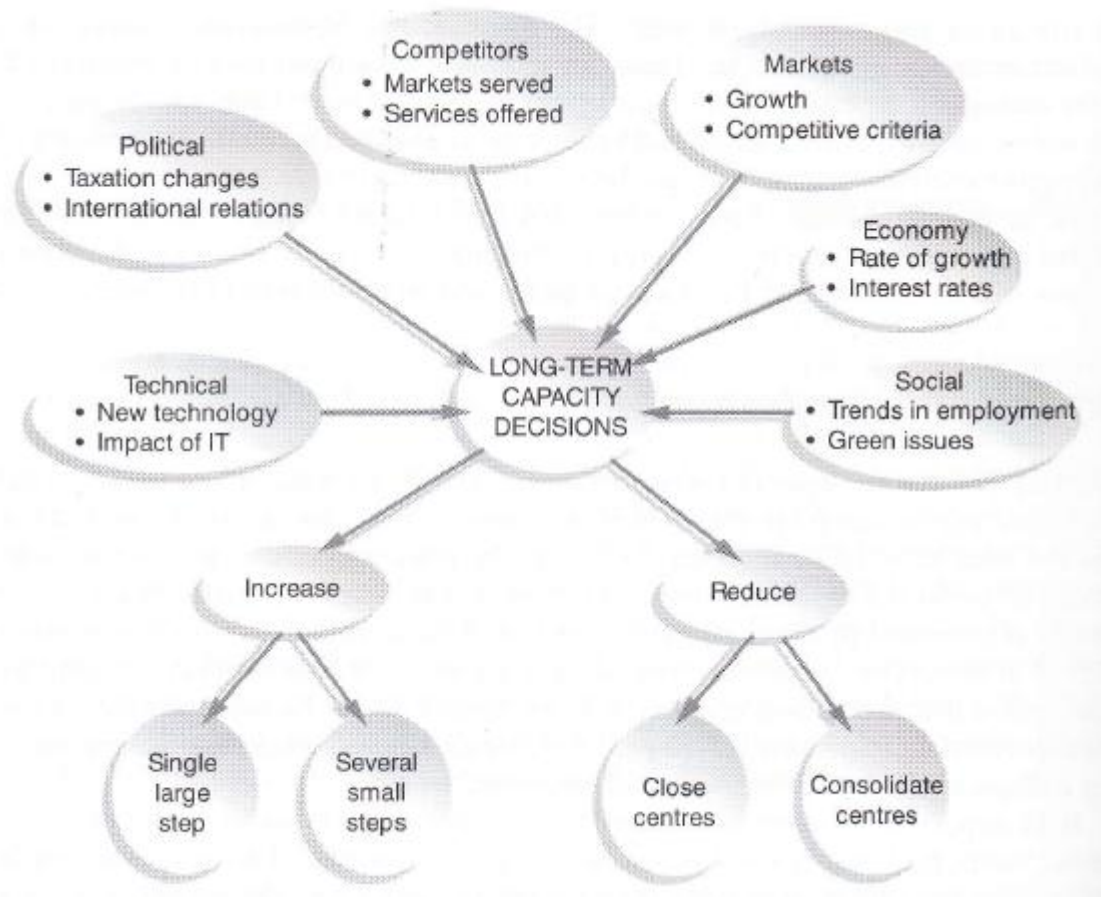 Competitors
• Markets served
• Services offered
Markets
• Growth
• Competitive criteria
Political
• Taxation changes
• International relations
Economy
• Rate of growth
• Interest rates
Technical
• New technology
• Impact of IT
LONG-TERM
CAPACITY
DECISIONS
Social
• Trends in employment
• Green issues
Increase
Reduce
Single
large
step
Several
small
steps
Close
centres
Consolidate
centres